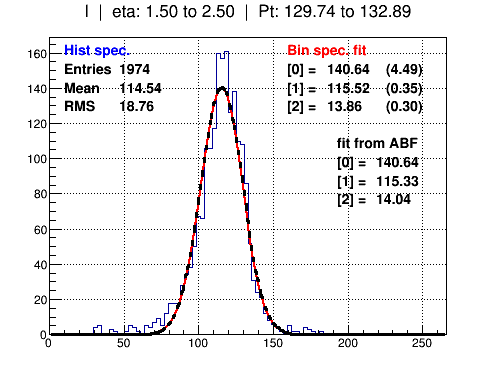 I | eta: 1.50 to 2.50 | Pt: 129.74 to 132.89
Hist spec.
Entries 1974
Mean 114.54
RMS 18.76
Bin spec. fit
[0] = 140.64 (4.49)
[1] = 115.52 (0.35)
[2] = 13.86 (0.30)
fit from ABF
[0] = 140.64
[1] = 115.33
[2] = 14.04
160
140
120
100
80
60
40
20
0
0 50 100 150 200 250